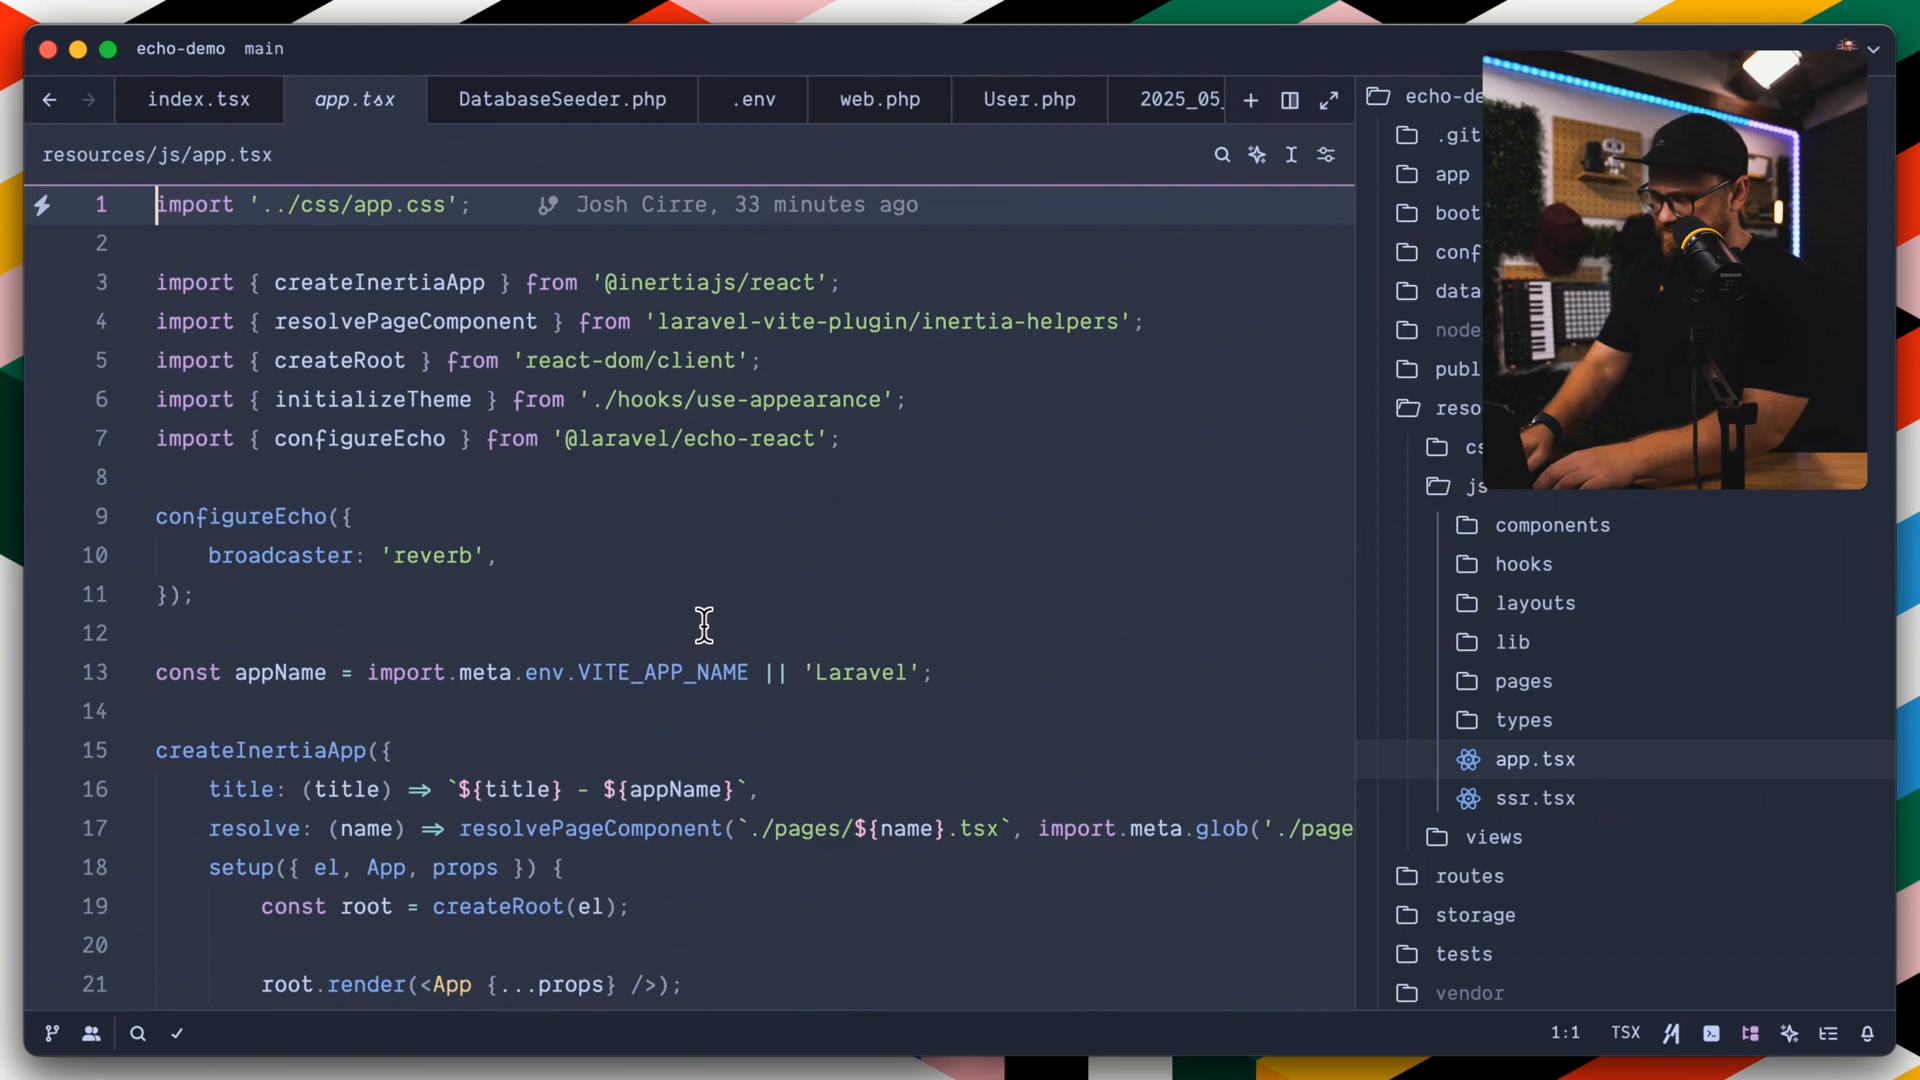 echo-demo main
index.tsx app.tsx DatabaseSeeder.php .env web.php User.php 2025_05_
resources/js/app.tsx
1 import '../css/app.css'; Josh Cirre, 33 minutes ago
2
3 import { createInertiaApp } from '@inertiajs/react';
4 import { resolvePageComponent } from 'laravel-vite-plugin/inertia-helpers';
5 import { createRoot } from 'react-dom/client';
6 import { initializeTheme } from './hooks/use-appearance';
7 import { configureEcho } from '@laravel/echo-react';
8
9 configureEcho({
10 broadcaster: 'reverb',
11 });
12
13 const appName = import.meta.env.VITE_APP_NAME || 'Laravel';
14
15 createInertiaApp({
16 title: (title) => `${title} - ${appName}`,
17 resolve: (name) => resolvePageComponent(`./pages/${name}.tsx`, import.meta.glob('./page
18 setup({ el, App, props }) {
19 const root = createRoot(el);
20
21 root.render(<App {...props} />);
echo-de
.git
app
boot
conf
data
node
publ
reso
cs
js
components
hooks
layouts
lib
pages
types
app.tsx
ssr.tsx
views
routes
storage
tests
vendor
1:1 TSX